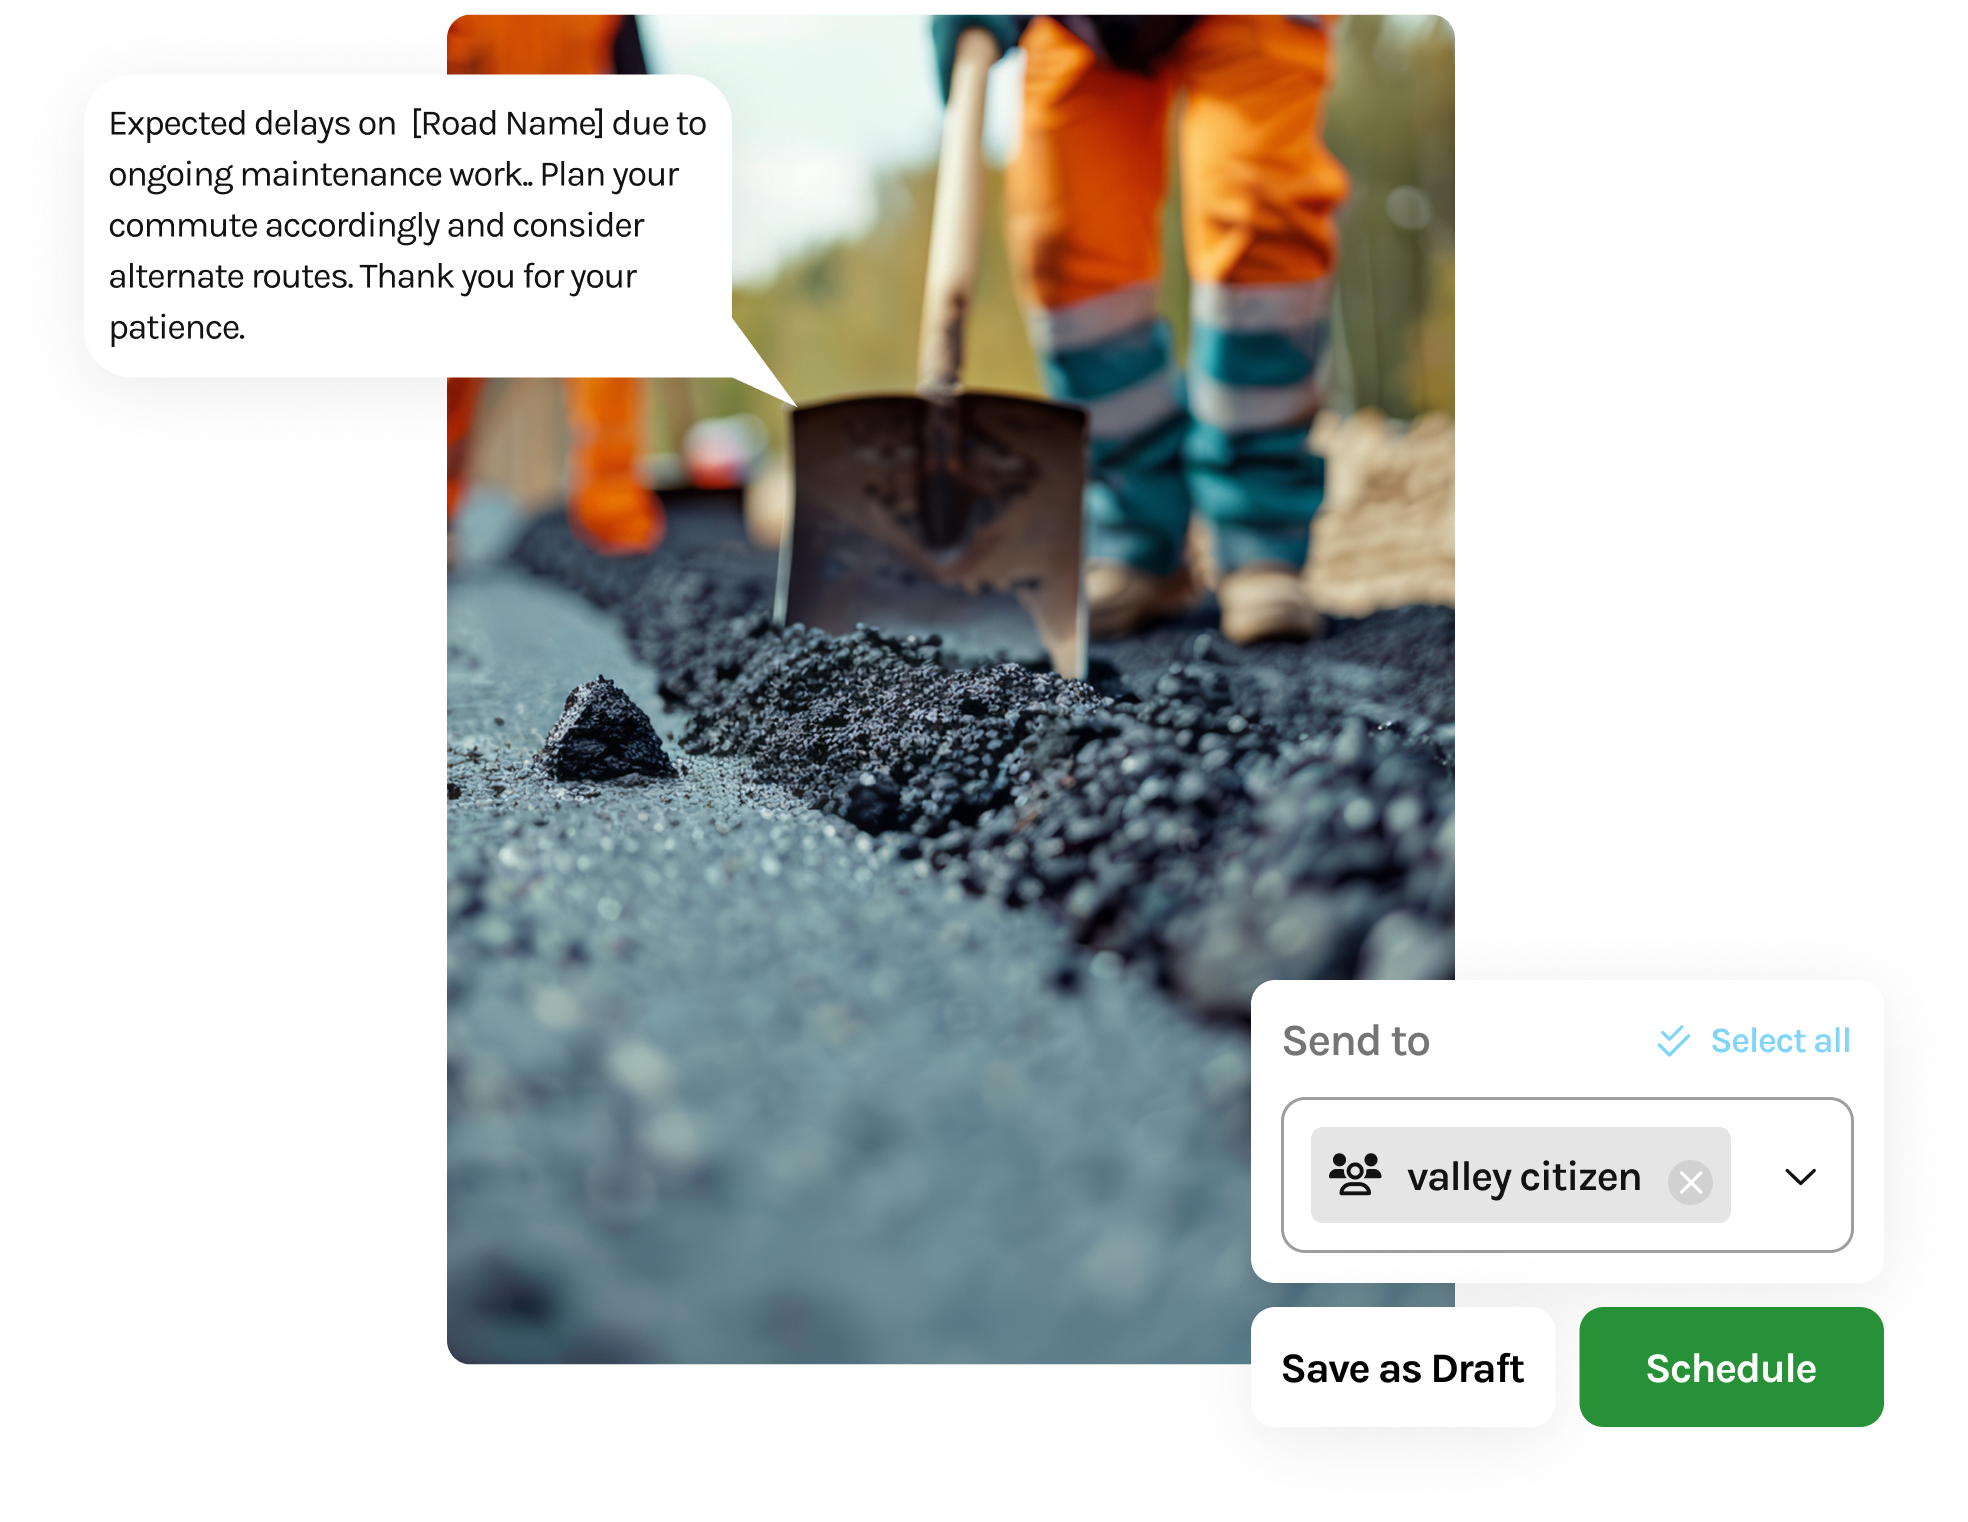 Expected delays on  [Road Name] due to
ongoing maintenance work.. Plan your
commute accordingly and consider
alternate routes. Thank you for your
patience.
Send to
Select all
valley citizen
Save as Draft
Schedule